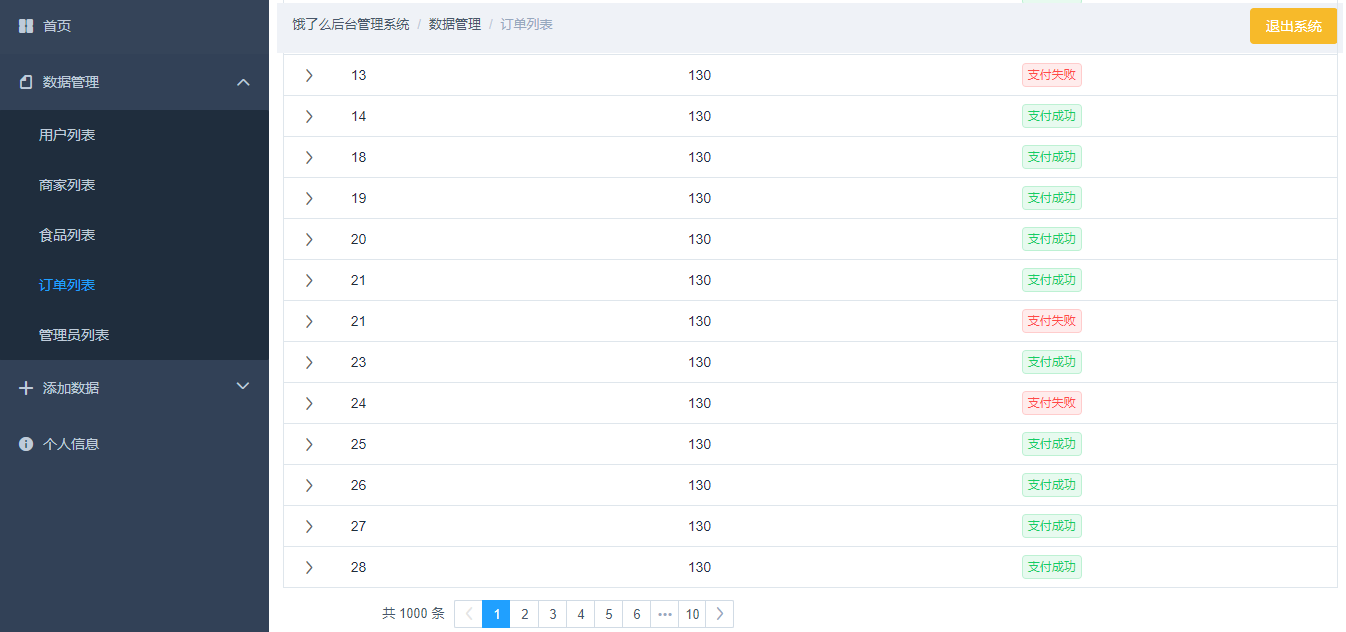 首页
数据管理
用户列表
商家列表
食品列表
订单列表
管理员列表
添加数据
个人信息
饿了么后台管理系统 / 数据管理 / 订单列表
退出系统
13 130 支付失败
14 130 支付成功
18 130 支付成功
19 130 支付成功
20 130 支付成功
21 130 支付成功
21 130 支付失败
23 130 支付成功
24 130 支付失败
25 130 支付成功
26 130 支付成功
27 130 支付成功
28 130 支付成功
共 1000 条 1 2 3 4 5 6 ••• 10